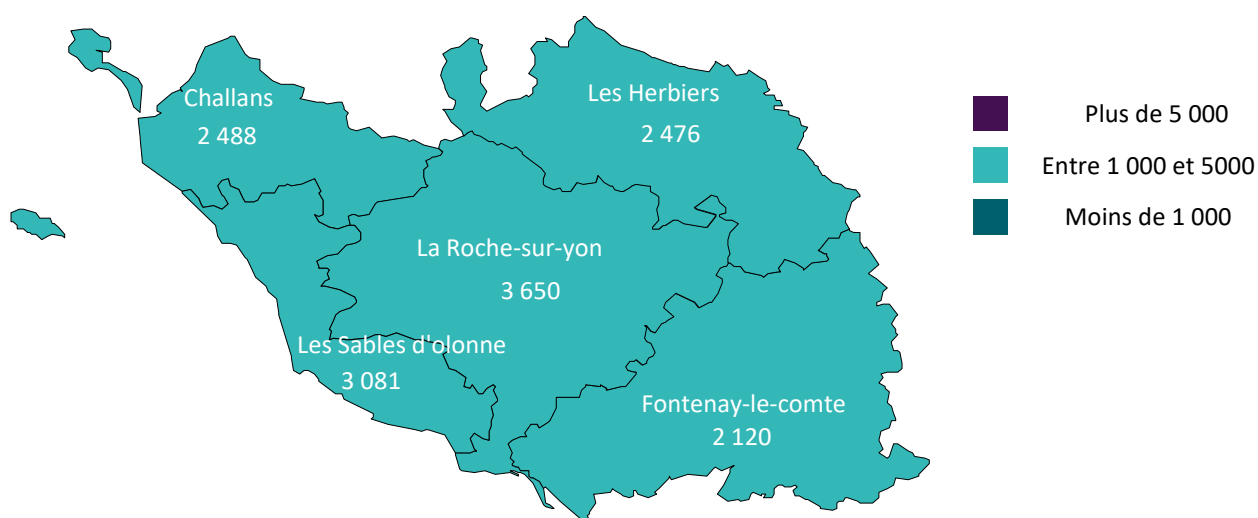 Challans
2 488
Les Herbiers
2 476
La Roche-sur-yon
3 650
Les Sables d'olonne
3 081
Fontenay-le-comte
2 120
Plus de 5 000
Entre 1 000 et 5000
Moins de 1 000